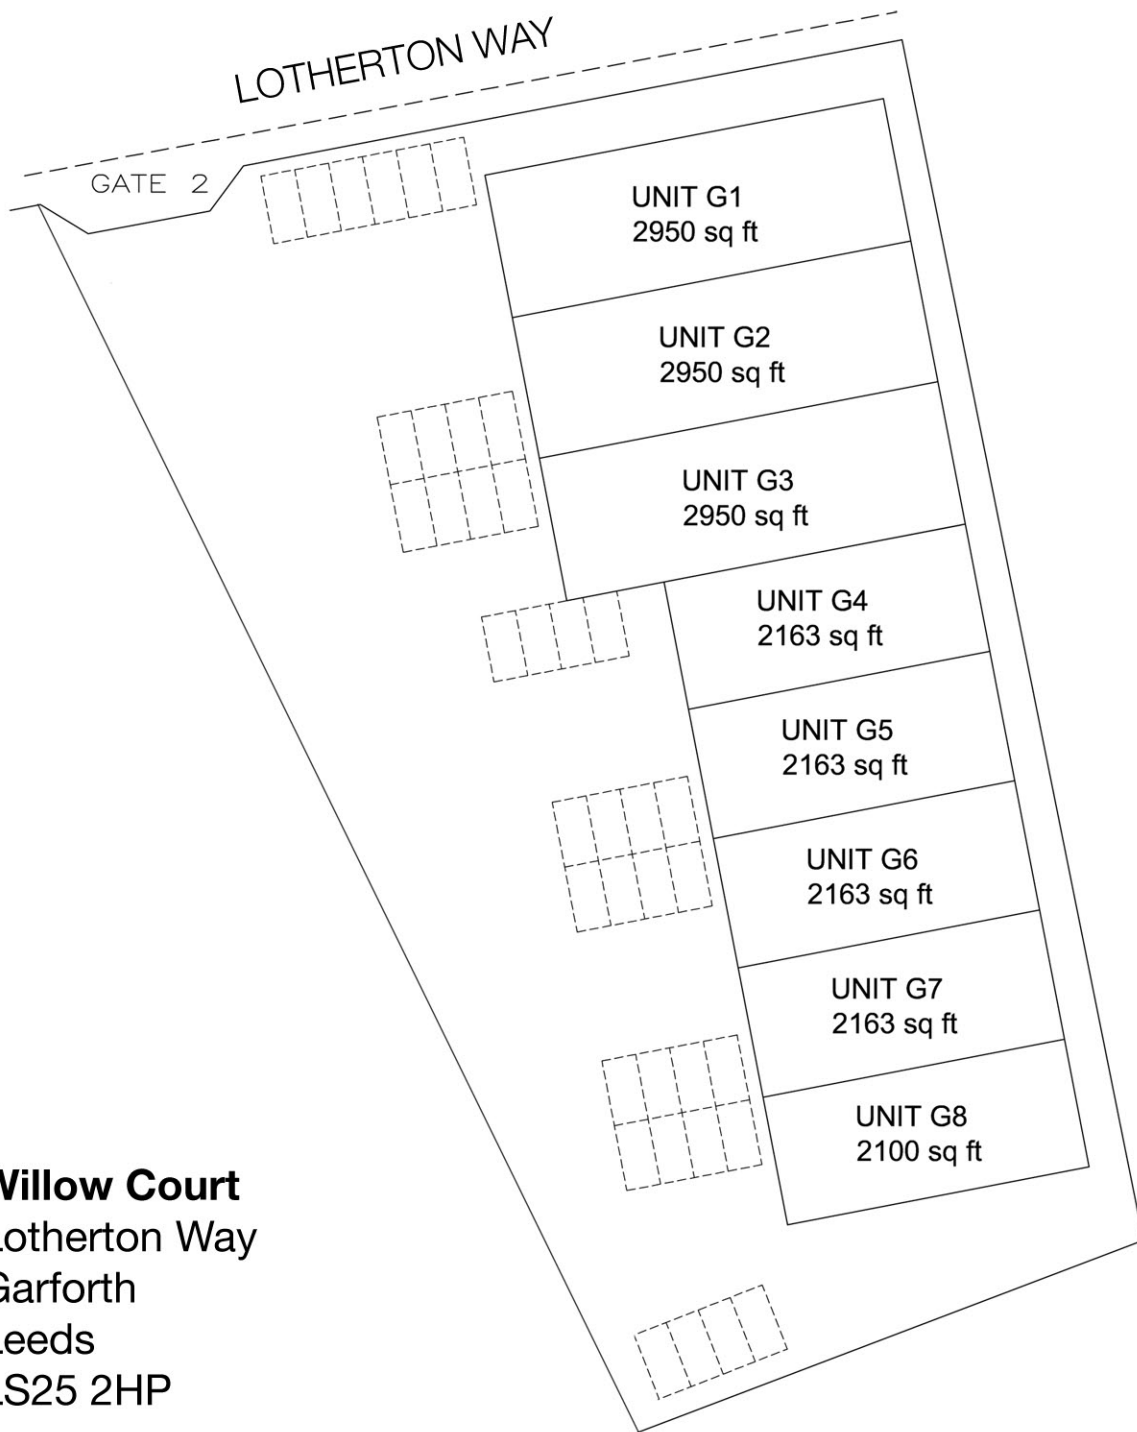 LOTHERTON WAY
GATE 2
UNIT G1
2950 sq ft
UNIT G2
2950 sq ft
UNIT G3
2950 sq ft
UNIT G4
2163 sq ft
UNIT G5
2163 sq ft
UNIT G6
2163 sq ft
UNIT G7
2163 sq ft
UNIT G8
2100 sq ft
Willow Court
Lotherton Way
Garforth
Leeds
LS25 2HP